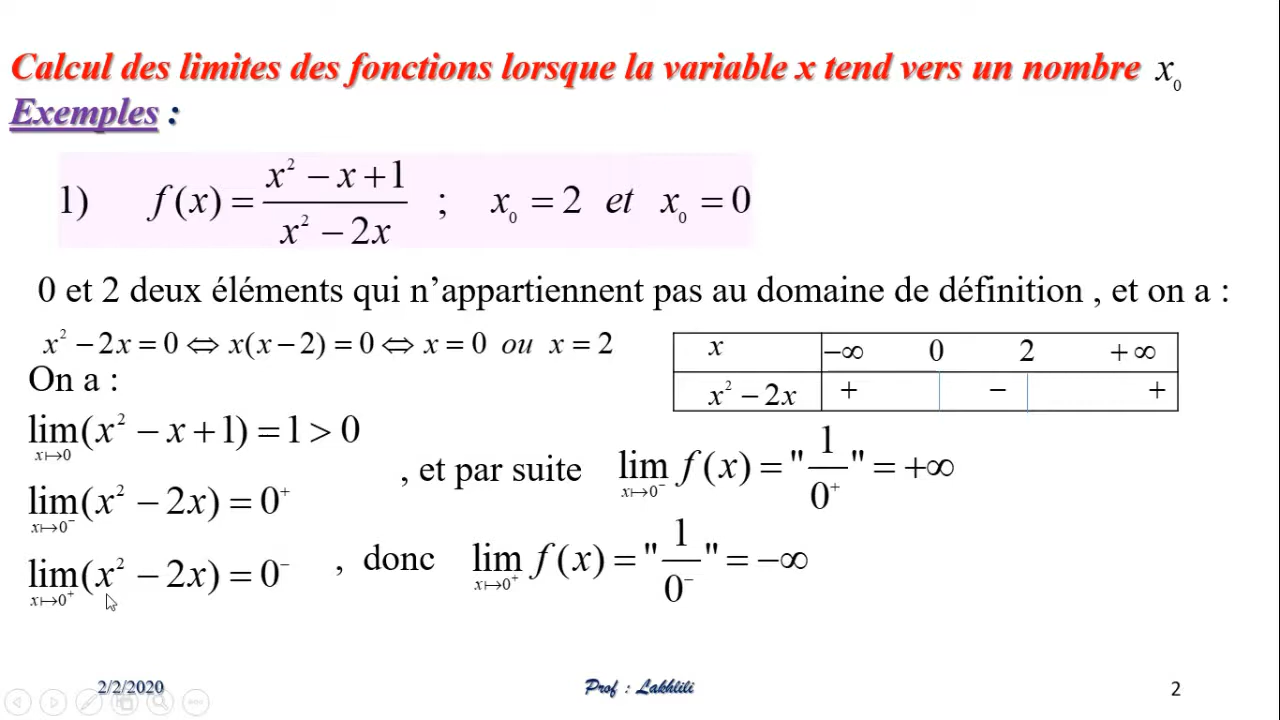 Calcul des limites des fonctions lorsque la variable x tend vers un nombre x₀
Exemples :
1) f(x) = (x² − x + 1)/(x² − 2x) ; x₀ = 2 et x₀ = 0
0 et 2 deux éléments qui n’appartiennent pas au domaine de définition , et on a :
x² − 2x = 0 ⇔ x(x − 2) = 0 ⇔ x = 0 ou x = 2
x −∞ 0 2 +∞
x² − 2x + − +
On a :
lim x↦0 (x² − x + 1) = 1 > 0
lim x↦0⁻ (x² − 2x) = 0⁺
, et par suite lim x↦0⁻ f(x) = "1/0⁺" = +∞
lim x↦0⁺ (x² − 2x) = 0⁻ , donc lim x↦0⁺ f(x) = "1/0⁻" = −∞
2/2/2020 Prof : Lakhlili 2